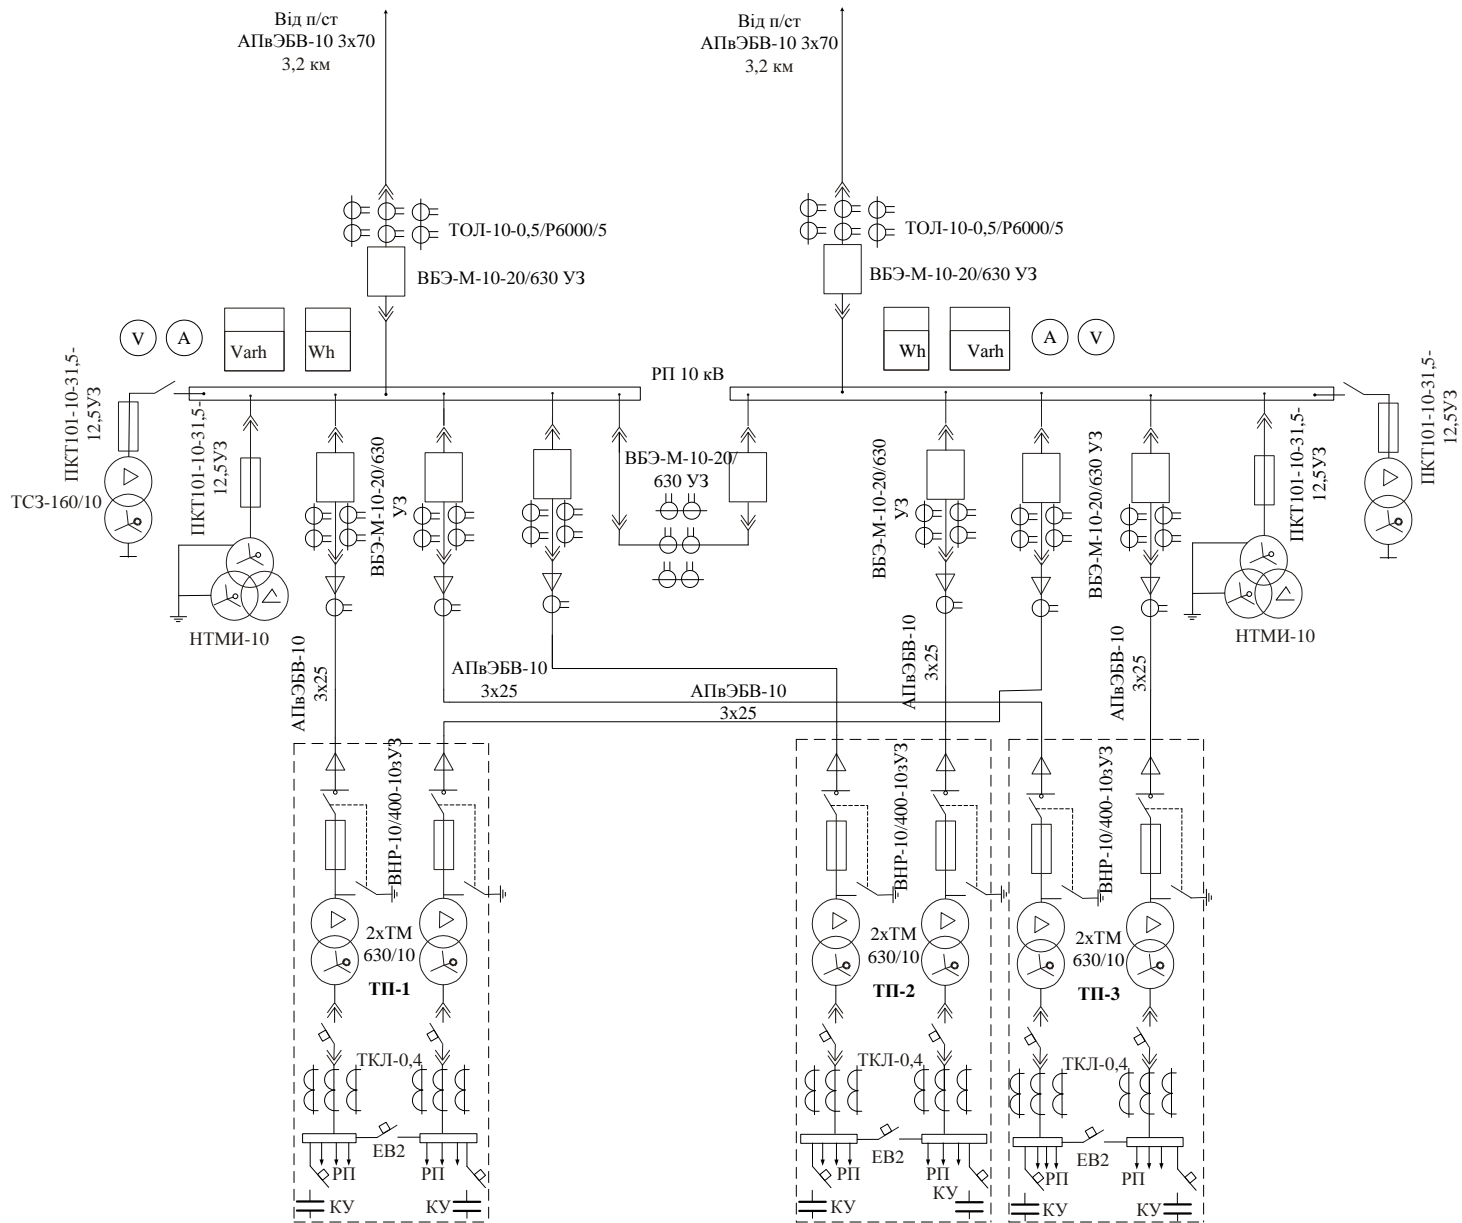 Від п/ст
АПвЭБВ-10 3х70
3,2 км
Від п/ст
АПвЭБВ-10 3х70
3,2 км
ТОЛ-10-0,5/Р6000/5
ТОЛ-10-0,5/Р6000/5
ВБЭ-М-10-20/630 УЗ
ВБЭ-М-10-20/630 УЗ
V
A
Varh
Wh
Wh
Varh
A
V
РП 10 кВ
ПКТ101-10-31,5-
12,5УЗ
ТСЗ-160/10
ПКТ101-10-31,5-
12,5УЗ
НТМИ-10
ВБЭ-М-10-20/630
УЗ
ВБЭ-М-10-20/
630 УЗ
ВБЭ-М-10-20/630
УЗ
ВБЭ-М-10-20/630 УЗ
ПКТ101-10-31,5-
12,5УЗ
НТМИ-10
ПКТ101-10-31,5-
12,5УЗ
АПвЭБВ-10
3х25
АПвЭБВ-10
3х25
АПвЭБВ-10
3х25
АПвЭБВ-10
3х25
АПвЭБВ-10
3х25
ВНР-10/400-10зУЗ
ВНР-10/400-10зУЗ
ВНР-10/400-10зУЗ
2хТМ
630/10
ТП-1
2хТМ
630/10
ТП-2
2хТМ
630/10
ТП-3
ТКЛ-0,4
ТКЛ-0,4
ТКЛ-0,4
ЕВ2
РП
РП
КУ
КУ
ЕВ2
РП
РП
КУ
КУ
ЕВ2
РП
РП
КУ
КУ